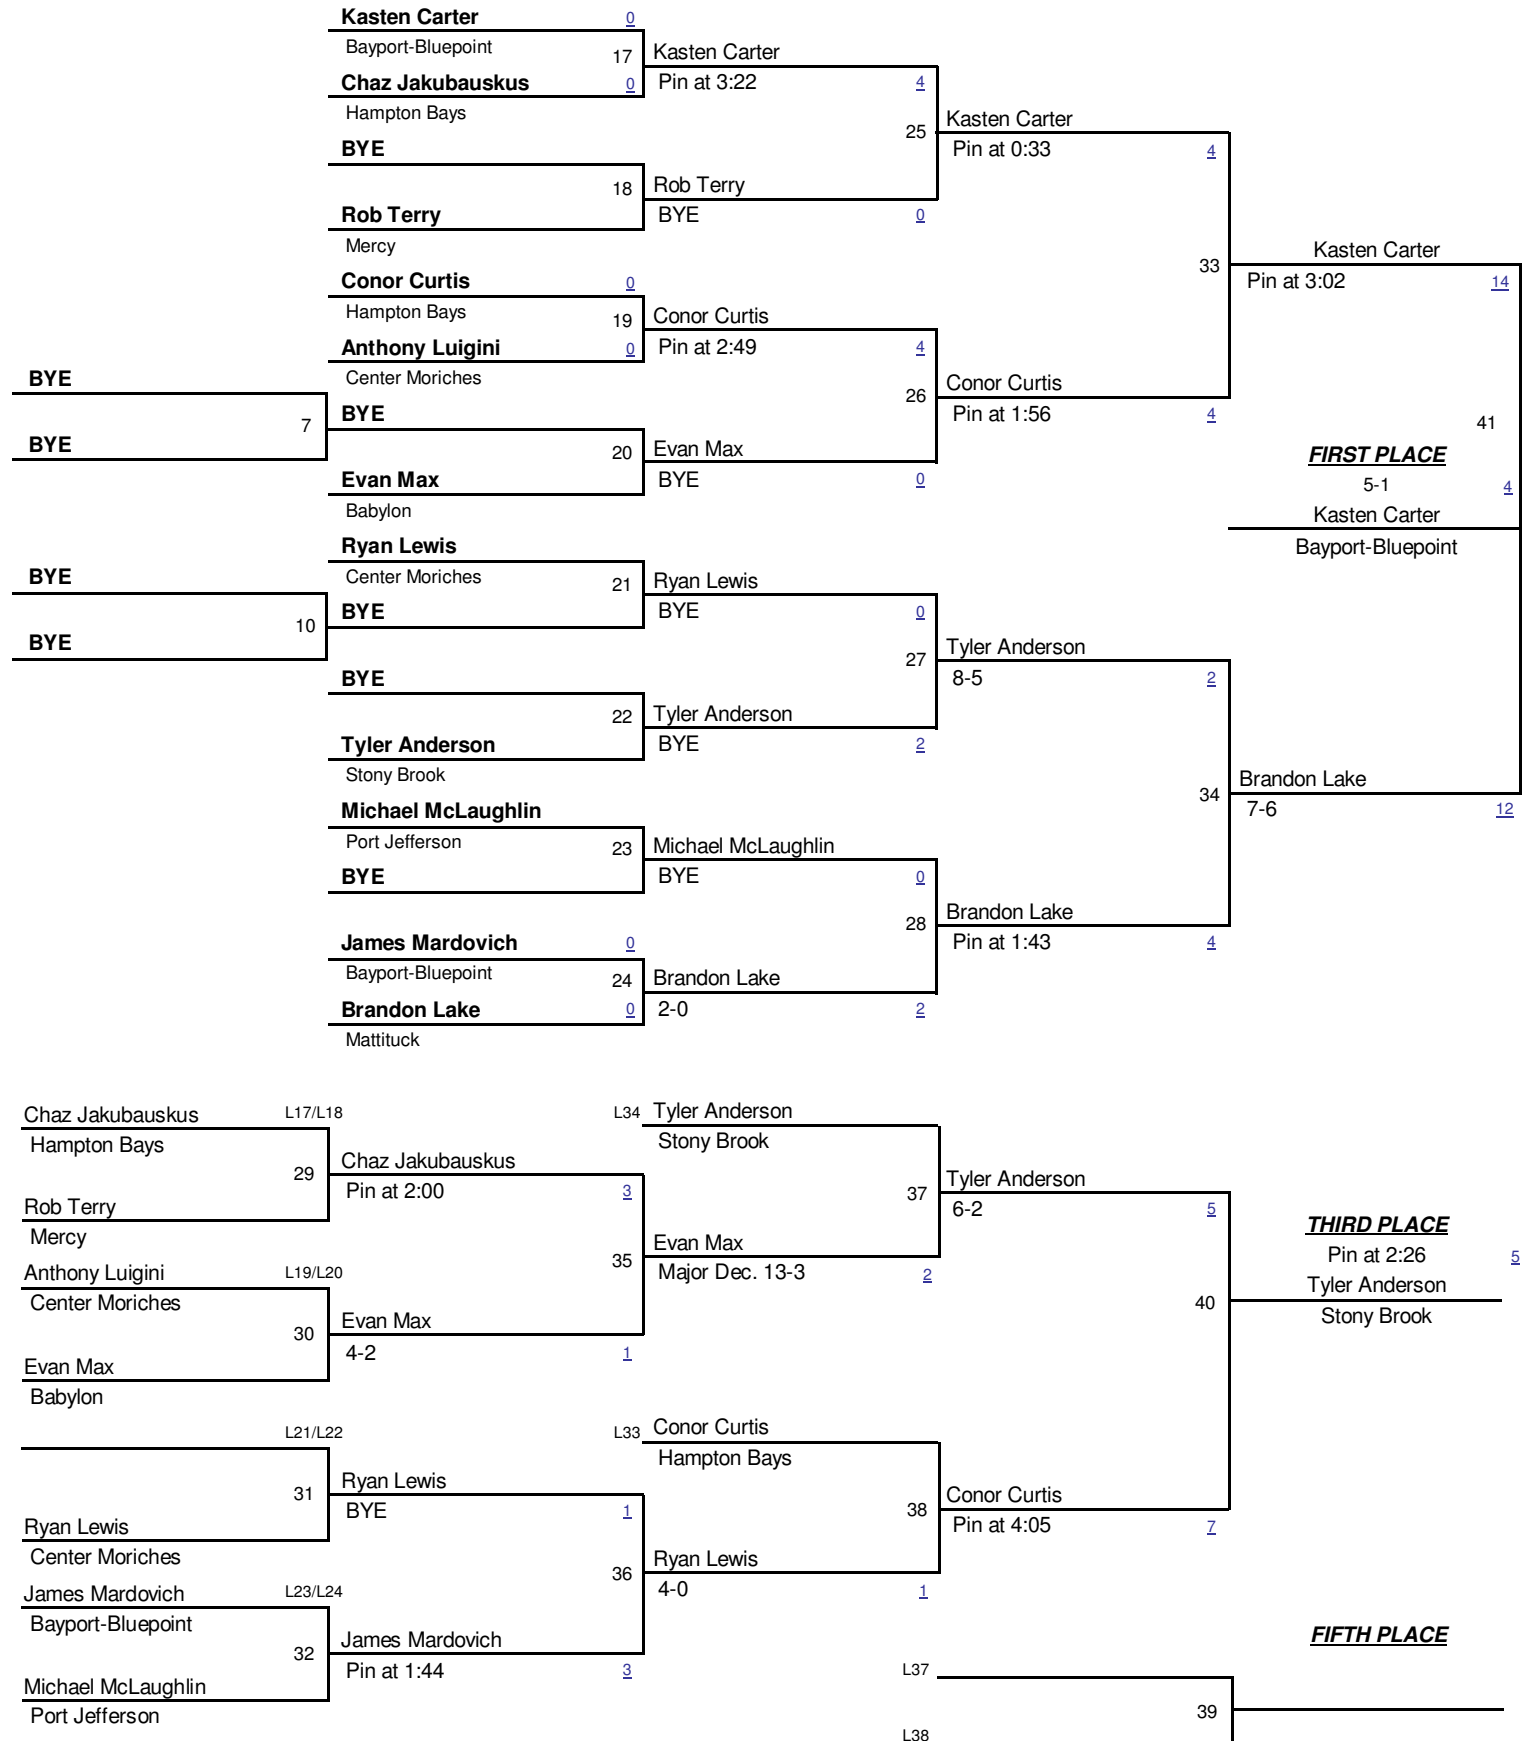 Kasten Carter 0
Bayport-Bluepoint
17 Kasten Carter
Chaz Jakubauskus 0 Pin at 3:22 4
Hampton Bays
25 Kasten Carter
BYE Pin at 0:33 4
18 Rob Terry
Rob Terry BYE 0
Mercy
33 Kasten Carter
Conor Curtis 0 Pin at 3:02 14
Hampton Bays
19 Conor Curtis
Anthony Luigini 0 Pin at 2:49 4
Center Moriches
BYE
26 Conor Curtis
BYE Pin at 1:56 4
7
41
BYE
20 Evan Max
FIRST PLACE
Evan Max BYE 0
5-1 4
Babylon
Kasten Carter
Ryan Lewis
Bayport-Bluepoint
BYE
Center Moriches
21 Ryan Lewis
BYE BYE 0
10
BYE
27 Tyler Anderson
BYE 8-5 2
22 Tyler Anderson
Tyler Anderson BYE 2
Stony Brook
34 Brandon Lake
Michael McLaughlin 7-6 12
Port Jefferson
23 Michael McLaughlin
BYE BYE 0
28 Brandon Lake
James Mardovich 0 Pin at 1:43 4
Bayport-Bluepoint
24 Brandon Lake
Brandon Lake 0 2-0 2
Mattituck
Chaz Jakubauskus L17/L18 L34 Tyler Anderson
Hampton Bays Stony Brook
29 Chaz Jakubauskus
Pin at 2:00 3
37 Tyler Anderson
Rob Terry 6-2 5
Mercy
THIRD PLACE
35 Evan Max
Pin at 2:26 5
Anthony Luigini L19/L20 Major Dec. 13-3 2
Tyler Anderson
Center Moriches
40 Stony Brook
30 Evan Max
4-2 1
Evan Max
Babylon
L21/L22 L33 Conor Curtis
Hampton Bays
31 Ryan Lewis
BYE 1
38 Conor Curtis
Ryan Lewis Pin at 4:05 7
Center Moriches
36 Ryan Lewis
James Mardovich L23/L24 4-0 1
Bayport-Bluepoint
FIFTH PLACE
32 James Mardovich
Pin at 1:44 3
L37
Michael McLaughlin
Port Jefferson
39
L38